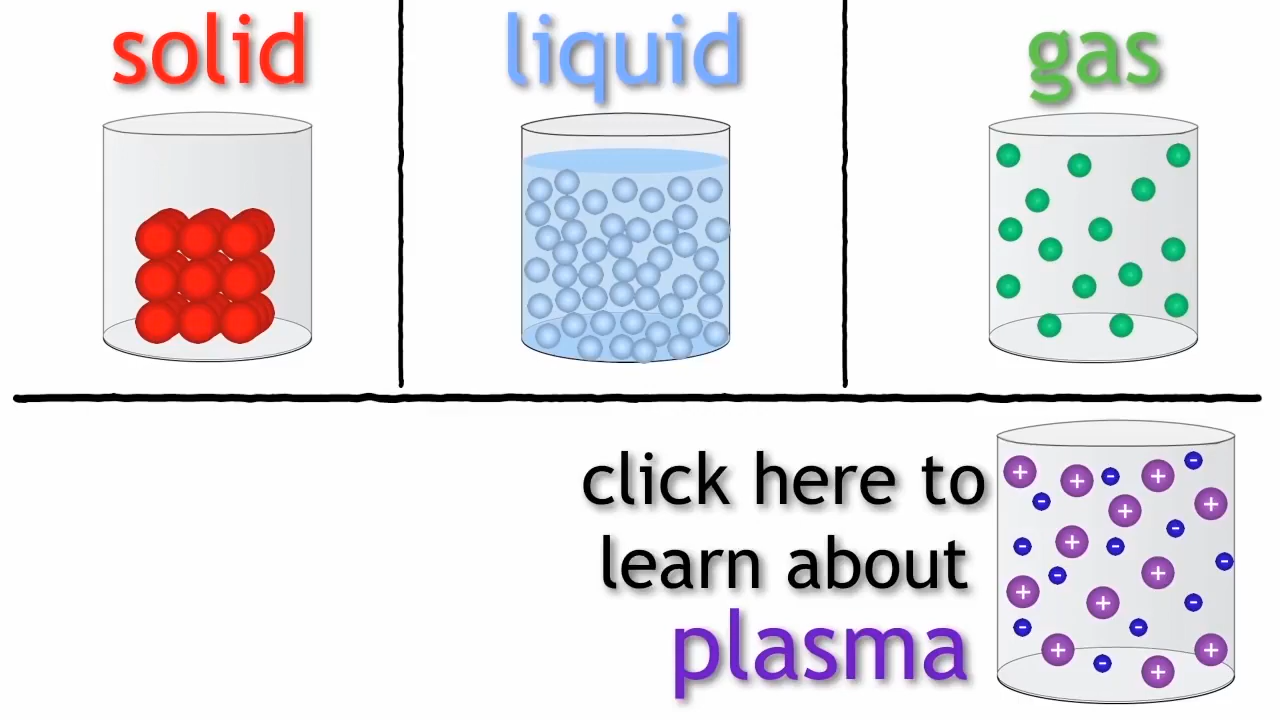 solid
liquid
gas
click here to
learn about
plasma